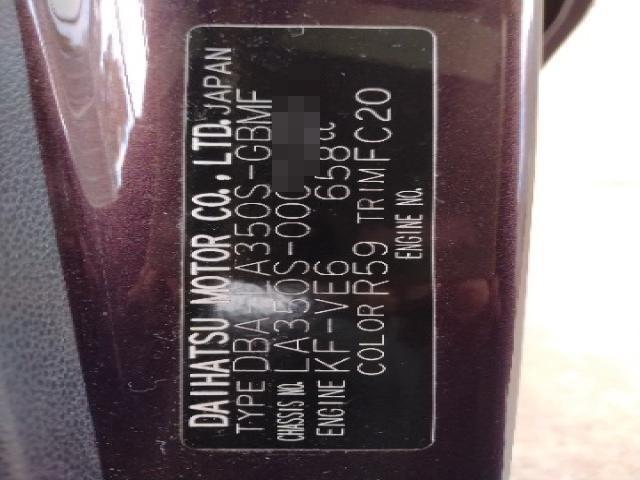 DAIHATSU MOTOR CO., LTD. JAPAN
TYPE DBA-LA350S-GBMF
CHASSIS NO. LA350S-000
ENGINE KF-VE6 658cc
COLOR R59 TRIM FC20
ENGINE NO.